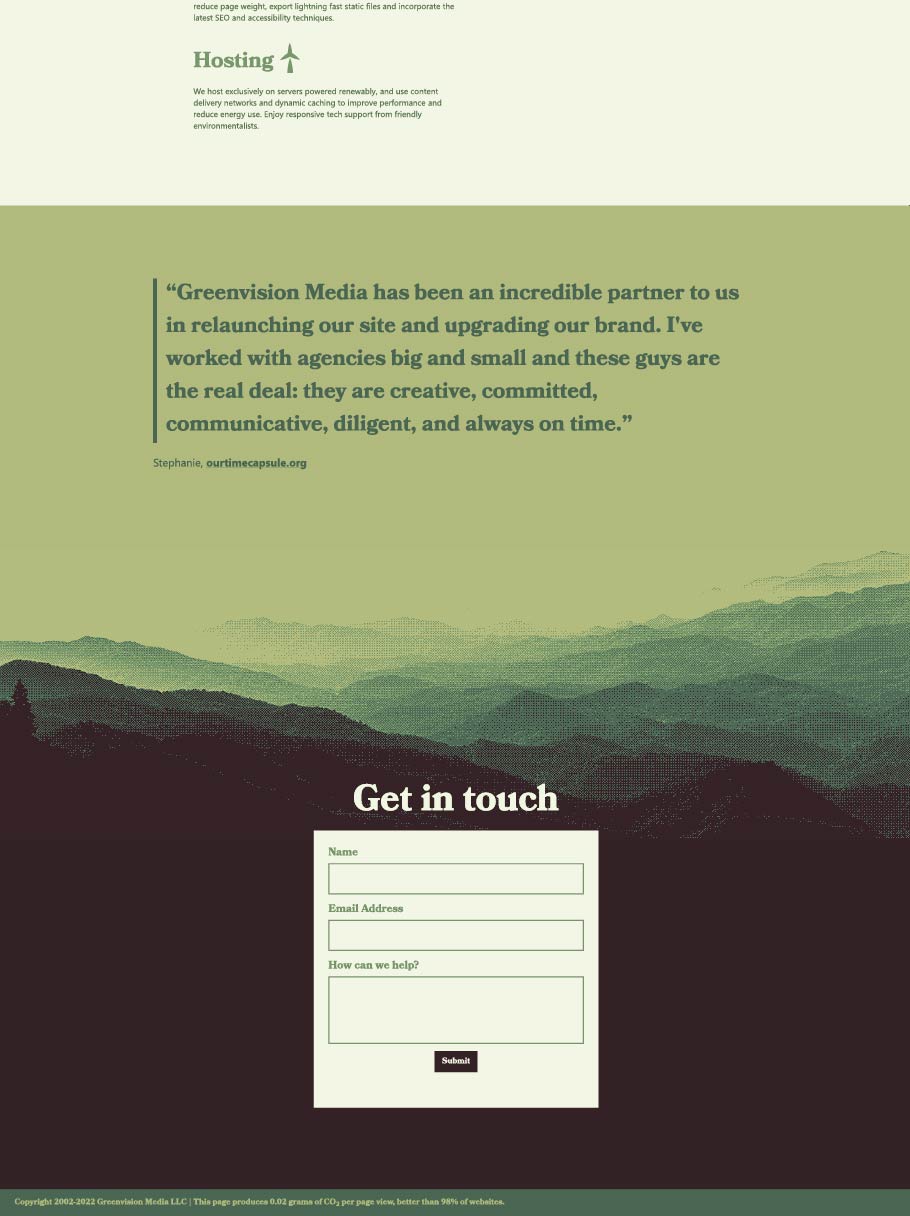 reduce page weight, export lightning fast static files and incorporate the
latest SEO and accessibility techniques.
Hosting
We host exclusively on servers powered renewably, and use content
delivery networks and dynamic caching to improve performance and
reduce energy use. Enjoy responsive tech support from friendly
environmentalists.
“Greenvision Media has been an incredible partner to us
in relaunching our site and upgrading our brand. I've
worked with agencies big and small and these guys are
the real deal: they are creative, committed,
communicative, diligent, and always on time.”
Stephanie, ourtimecapsule.org
Get in touch
Name
Email Address
How can we help?
Submit
Copyright 2002-2022 Greenvision Media LLC | This page produces 0.02 grams of CO₂ per page view, better than 98% of websites.